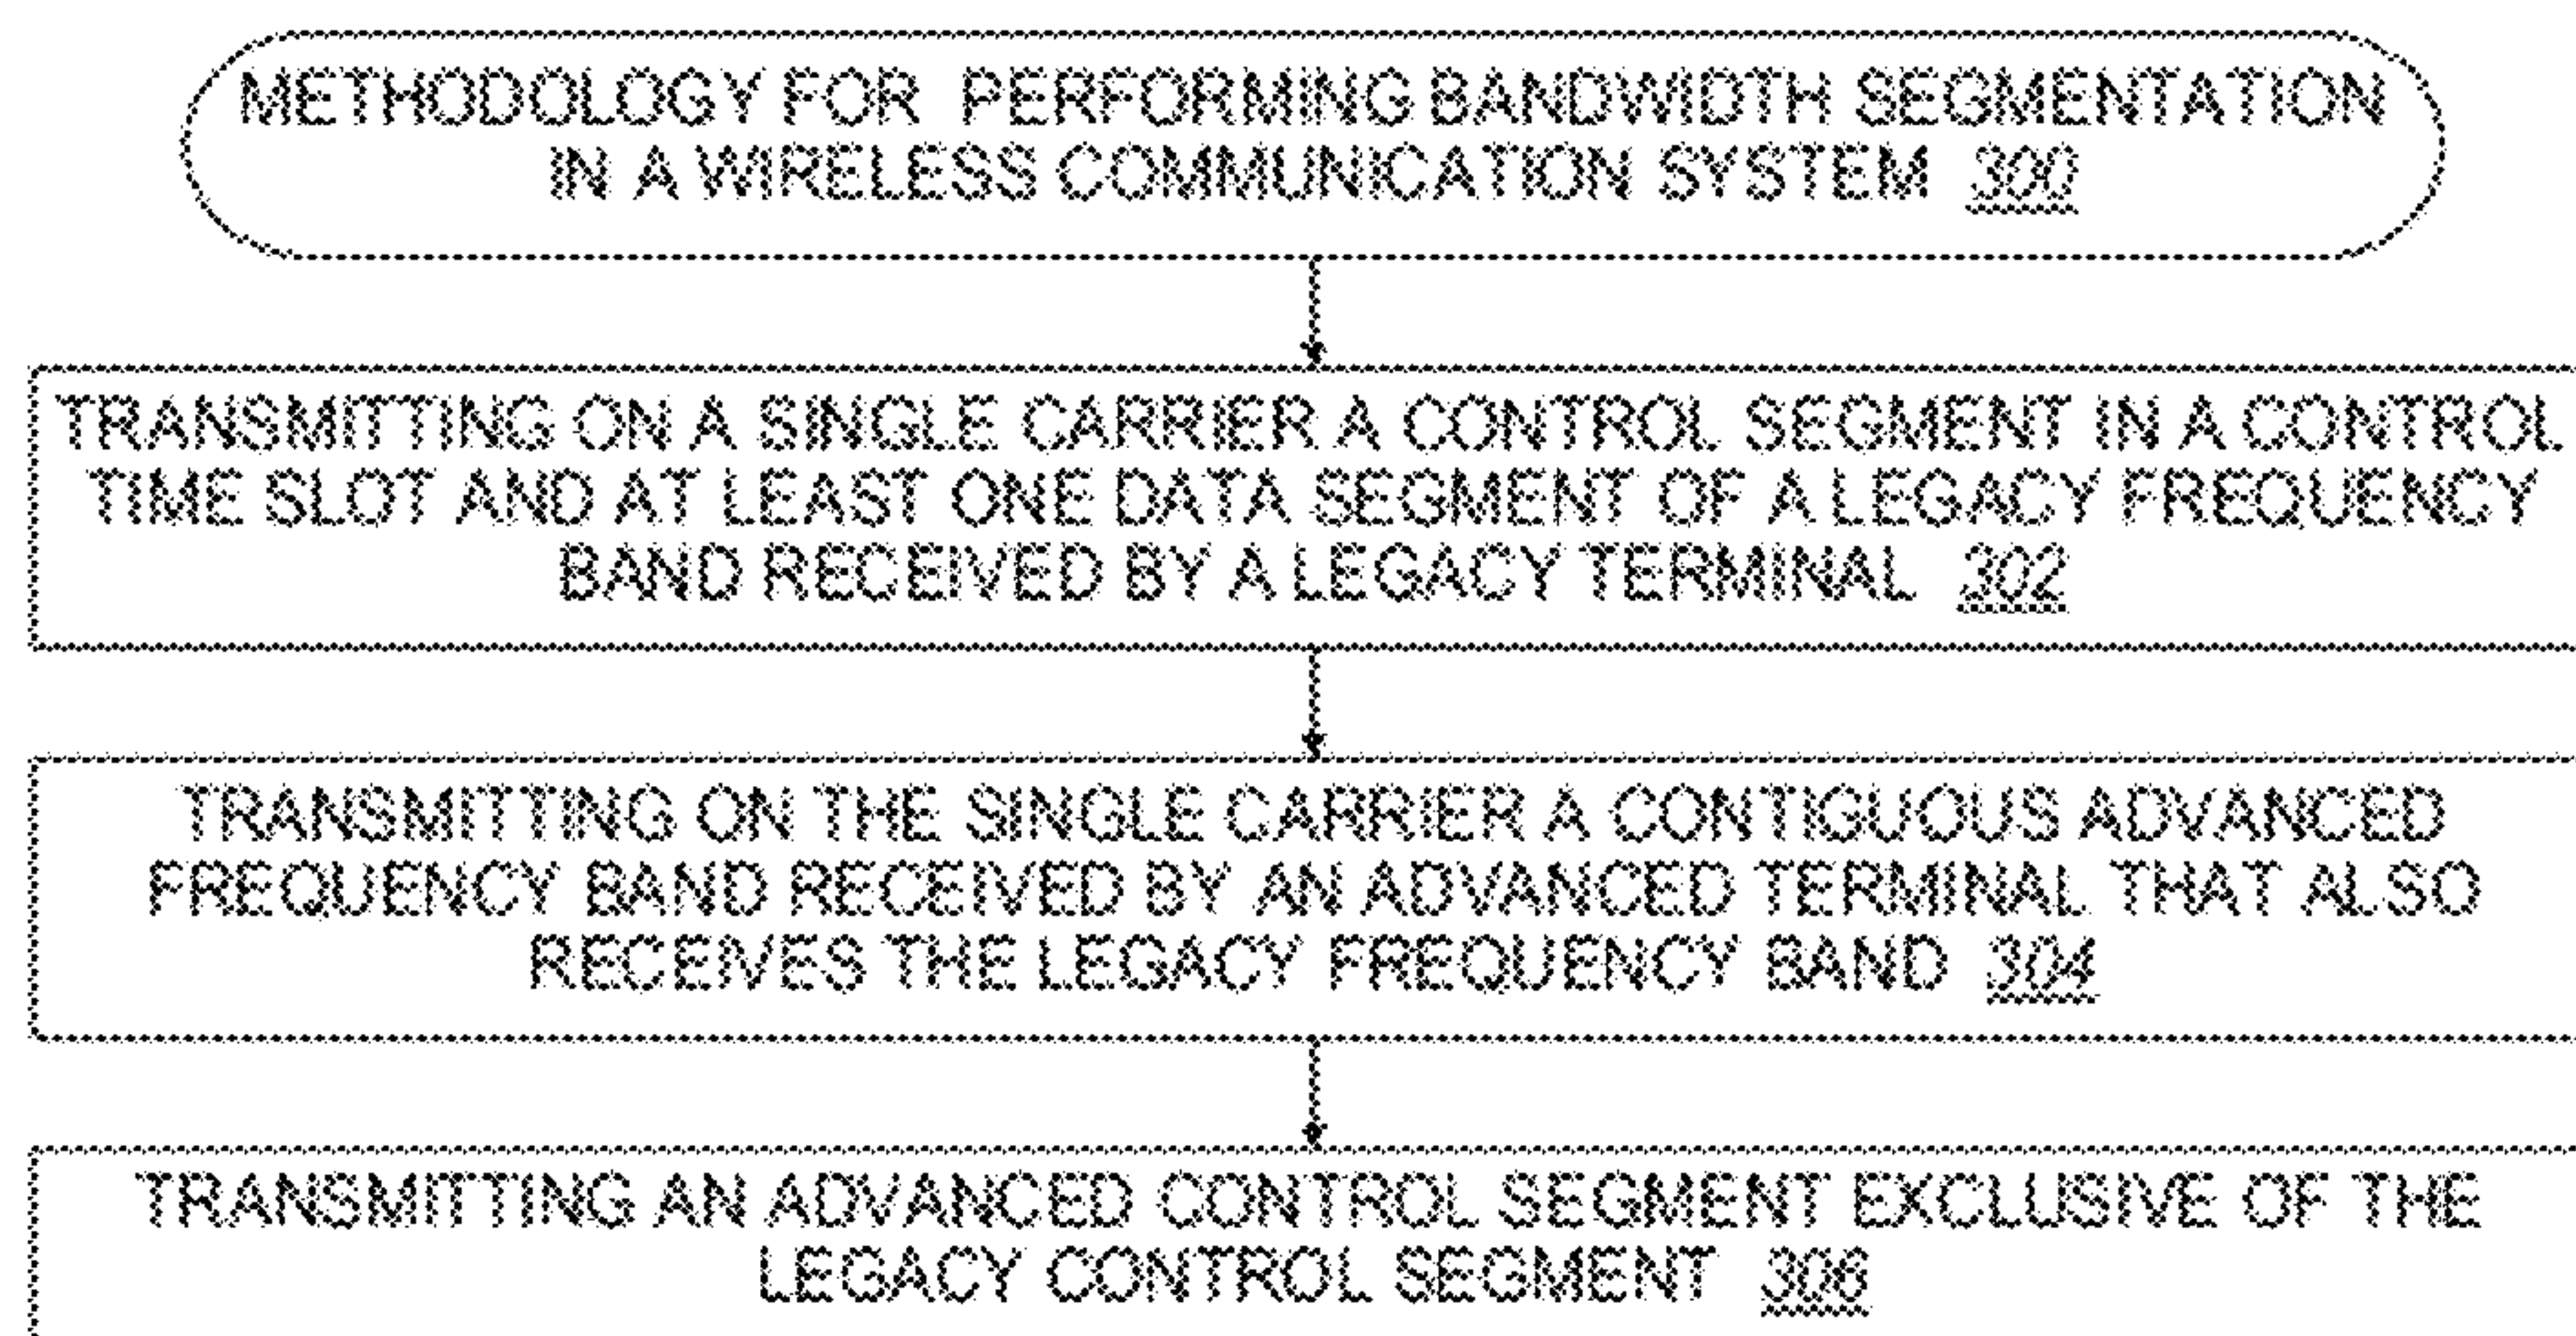 METHODOLOGY FOR PERFORMING BANDWIDTH SEGMENTATION
IN A WIRELESS COMMUNICATION SYSTEM 300
TRANSMITTING ON A SINGLE CARRIER A CONTROL SEGMENT IN A CONTROL
TIME SLOT AND AT LEAST ONE DATA SEGMENT OF A LEGACY FREQUENCY
BAND RECEIVED BY A LEGACY TERMINAL 302
TRANSMITTING ON THE SINGLE CARRIER A CONTIGUOUS ADVANCED
FREQUENCY BAND RECEIVED BY AN ADVANCED TERMINAL THAT ALSO
RECEIVES THE LEGACY FREQUENCY BAND 304
TRANSMITTING AN ADVANCED CONTROL SEGMENT EXCLUSIVE OF THE
LEGACY CONTROL SEGMENT 306